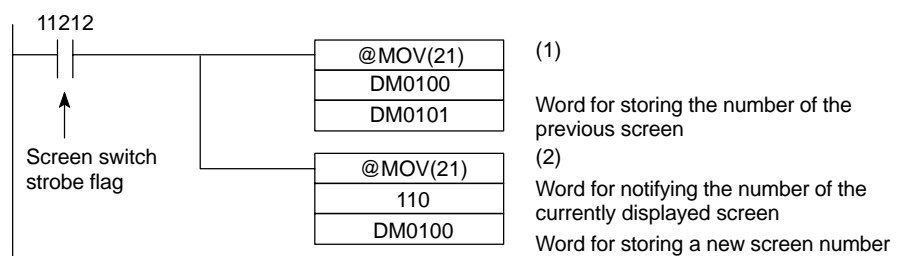 11212
@MOV(21)
(1)
DM0100
DM0101
Word for storing the number of the
previous screen
Screen switch
strobe flag
(2)
@MOV(21)
110
Word for notifying the number of the
currently displayed screen
DM0100
Word for storing a new screen number